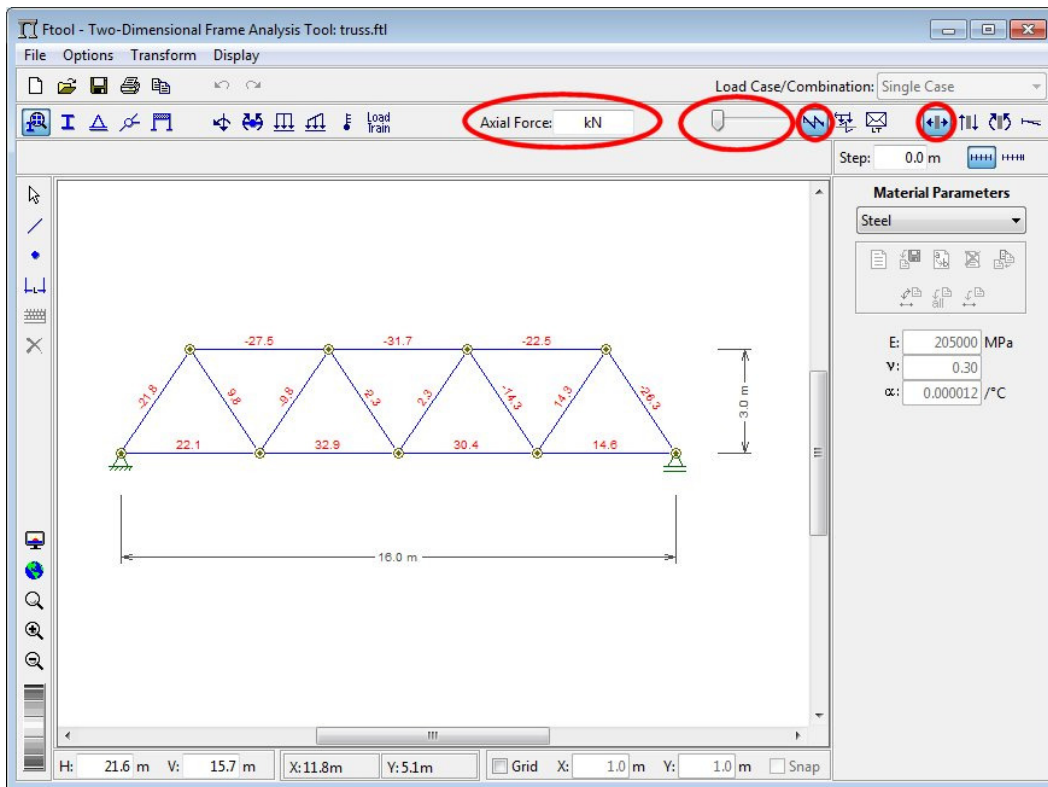 Ftool - Two-Dimensional Frame Analysis Tool: truss.ftl
File Options Transform Display
Load Case/Combination: Single Case
Load Train
Axial Force: kN
Step: 0.0 m
Material Parameters
Steel
all
E: 205000 MPa
ν: 0.30
α: 0.000012 /°C
-27.5 -31.7 -22.5
-21.8 9.8 -9.8 -2.3 2.3 -14.3 14.3 -26.3
3.0 m
22.1 32.9 30.4 14.6
16.0 m
H: 21.6 m V: 15.7 m X:11.8m Y:5.1m Grid X: 1.0 m Y: 1.0 m Snap